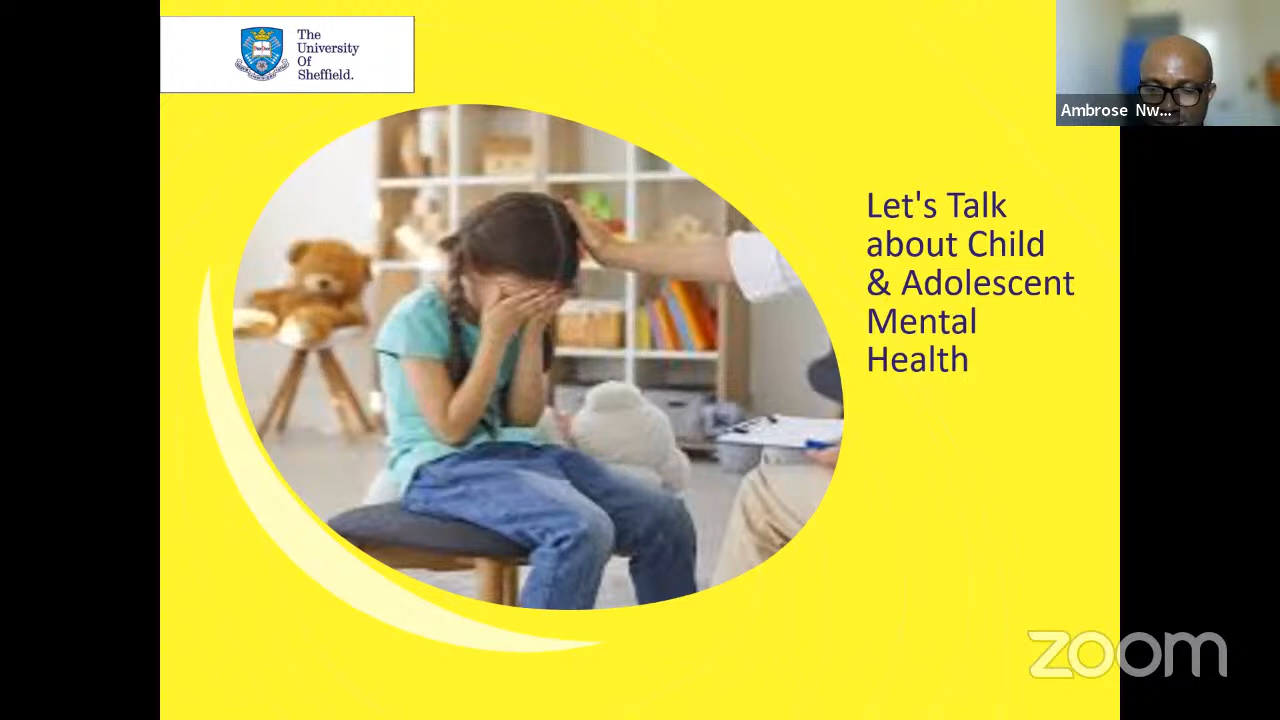 The
University
Of
Sheffield.
Ambrose Nw...
Let's Talk
about Child
& Adolescent
Mental
Health
zoom